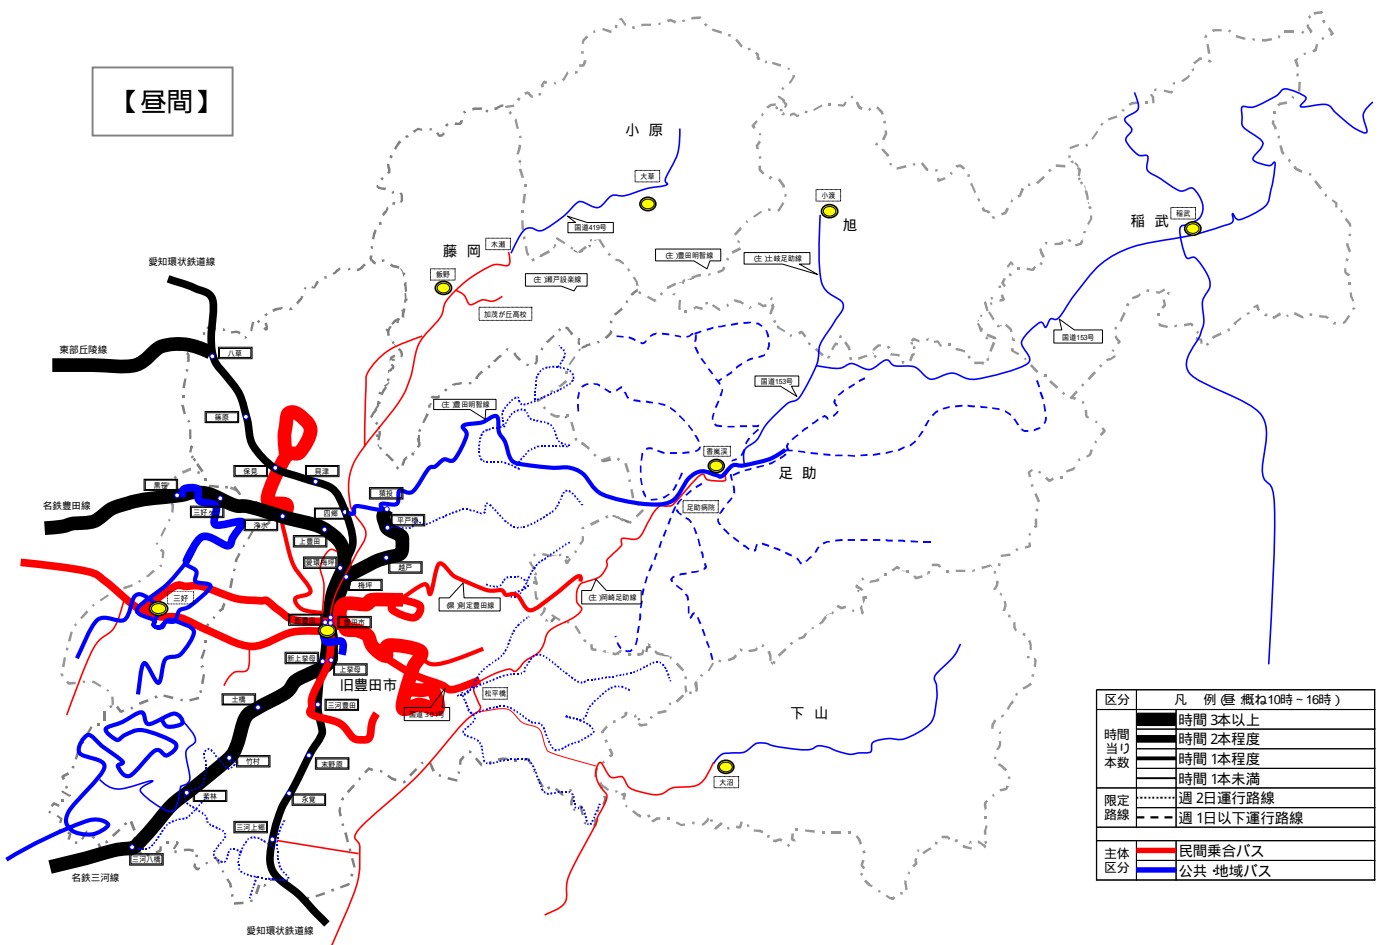 【昼間】
小原
大草
国道419号
小渡
旭
稲武
稲武
藤岡
木瀬
飯野
(主)豊田明智線
(主)土岐足助線
(主)瀬戸設楽線
加茂が丘高校
国道153号
愛知環状鉄道線
東部丘陵線
八草
国道153号
篠原
(主)豊田明智線
保見
貝津
香嵐渓
足助
黒笹
猿投
名鉄豊田線
三好ヶ
四郷
足助病院
浄水
平戸橋
上豊田
愛環梅坪
越戸
梅坪
三好
(県)則定豊田線
(主)岡崎足助線
豊田市
新上挙母
上挙母
旧豊田市
松平橋
土橋
三河豊田
国道301号
下山
竹村
末野原
大沼
若林
永覚
三河上郷
三河八橋
名鉄三河線
愛知環状鉄道線
区分 凡例(昼:概ね10時~16時)
時間当り本数
時間3本以上
時間2本程度
時間1本程度
時間1本未満
限定路線
週2日運行路線
週1日以下運行路線
主体区分
民間乗合バス
公共・地域バス